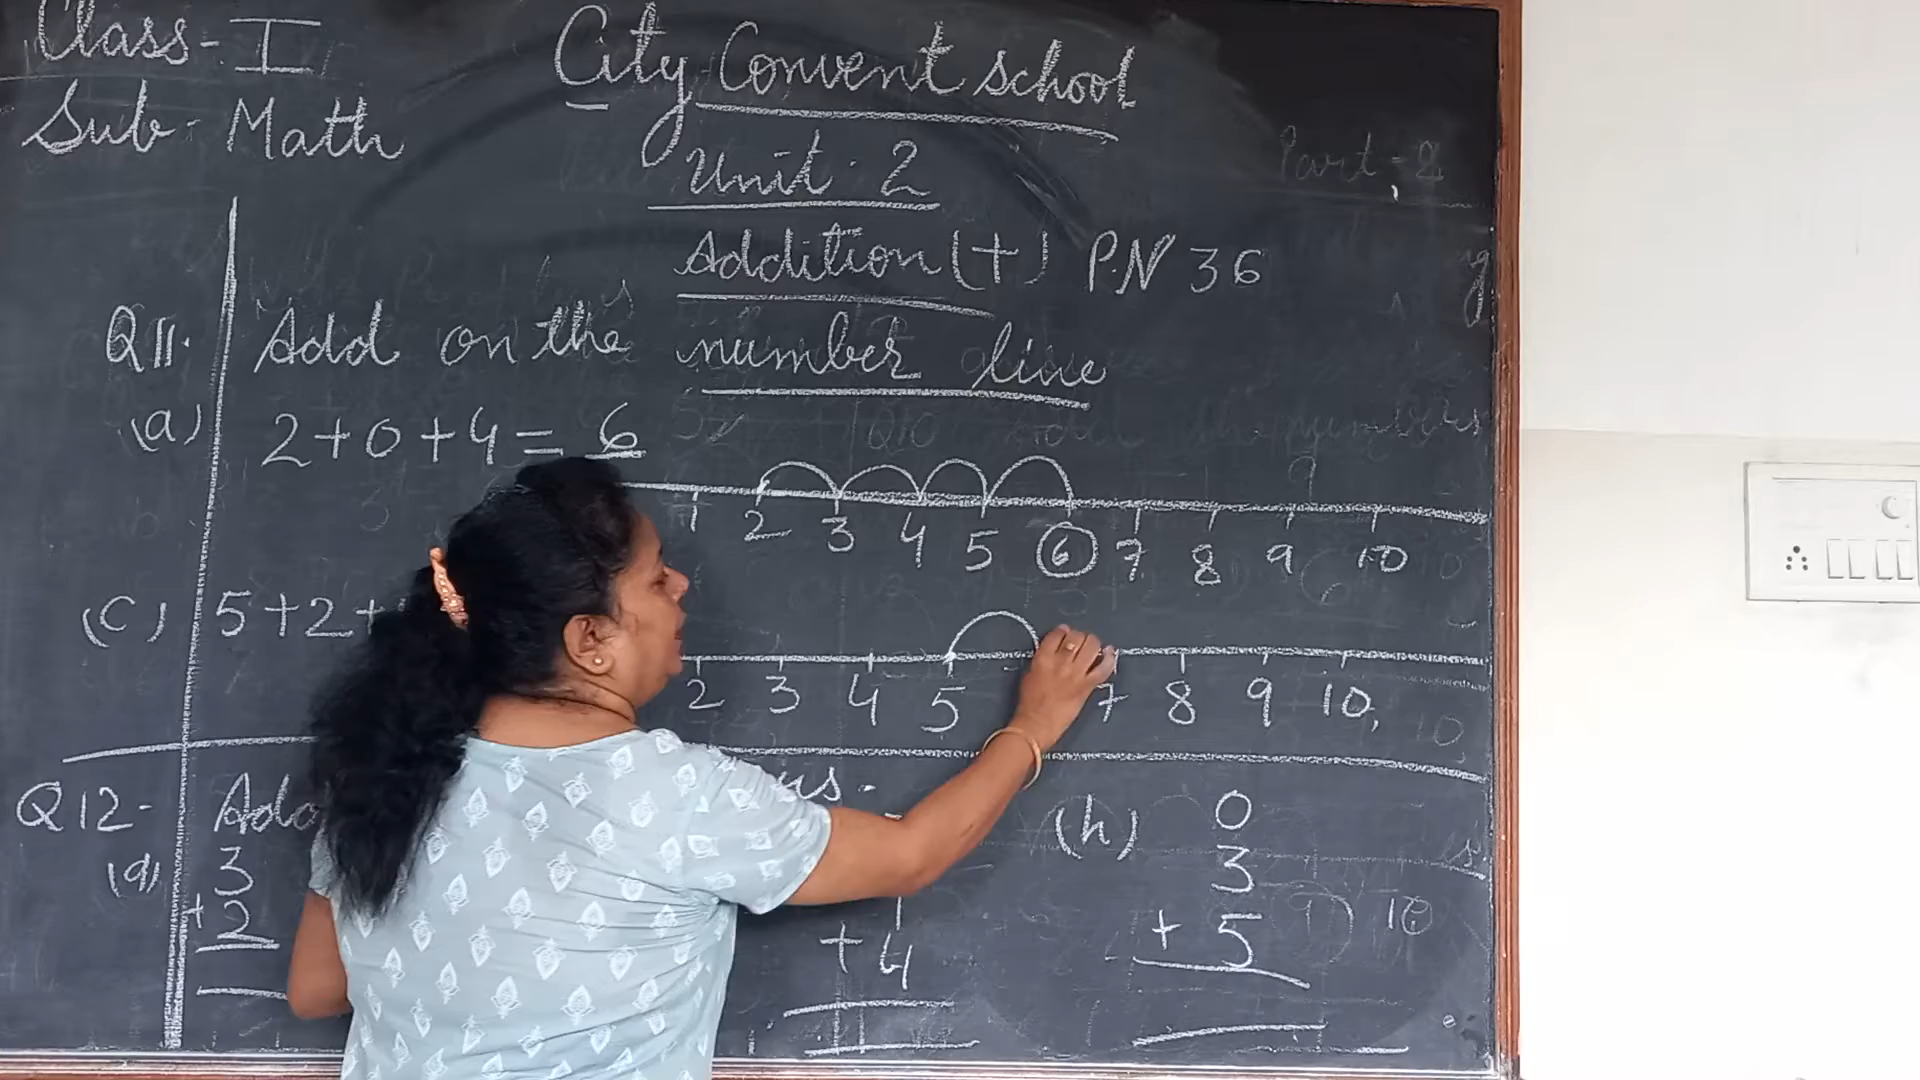 Class - I
City Convent School
Sub - Math
Unit - 2
Part - 2
Addition (+) P.N 36
Q11. Add on the number line
(a) 2+0+4 = 6
1 2 3 4 5 6 7 8 9 10
(C) 5+2+
2 3 4 5 7 8 9 10
Q12-
(h) 0
3
+ 5
(a) 3
+ 2
1
+ 4